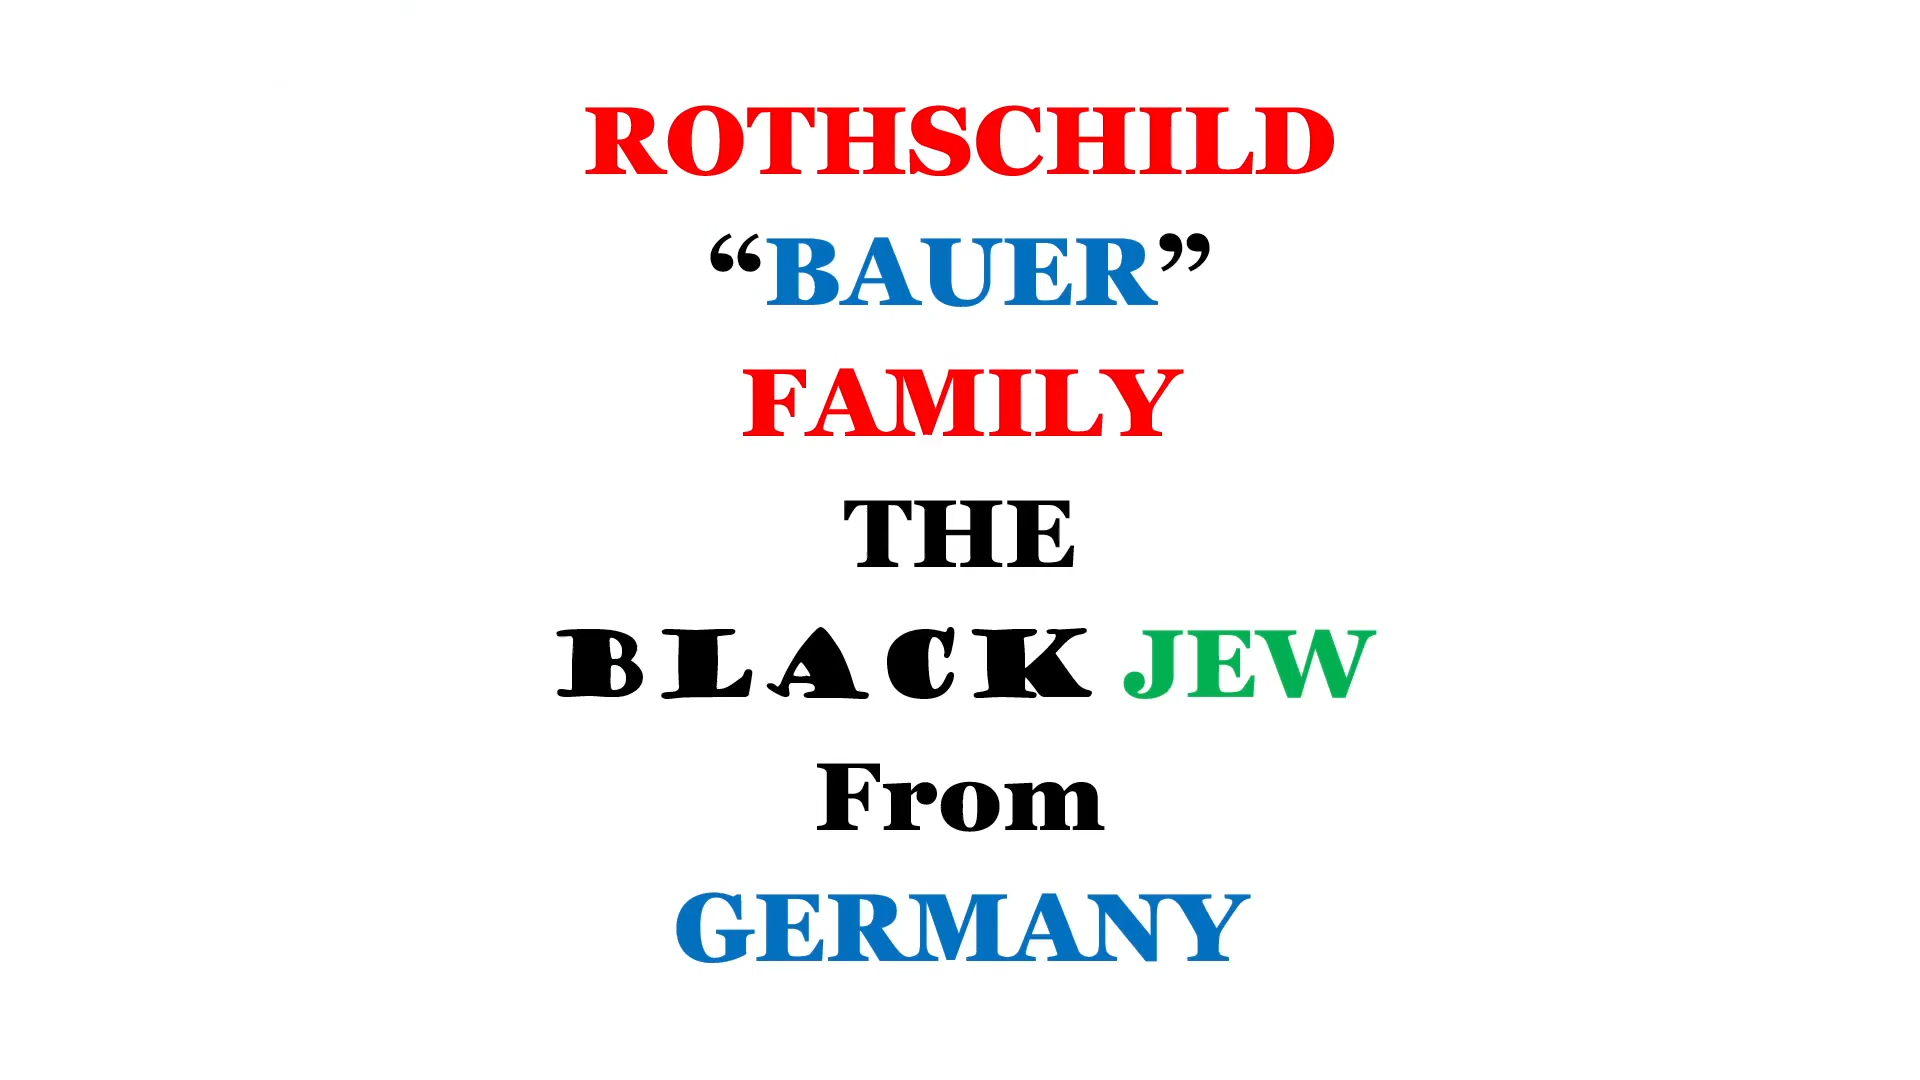 ROTHSCHILD
“BAUER”
FAMILY
THE
BLACK JEW
From
GERMANY